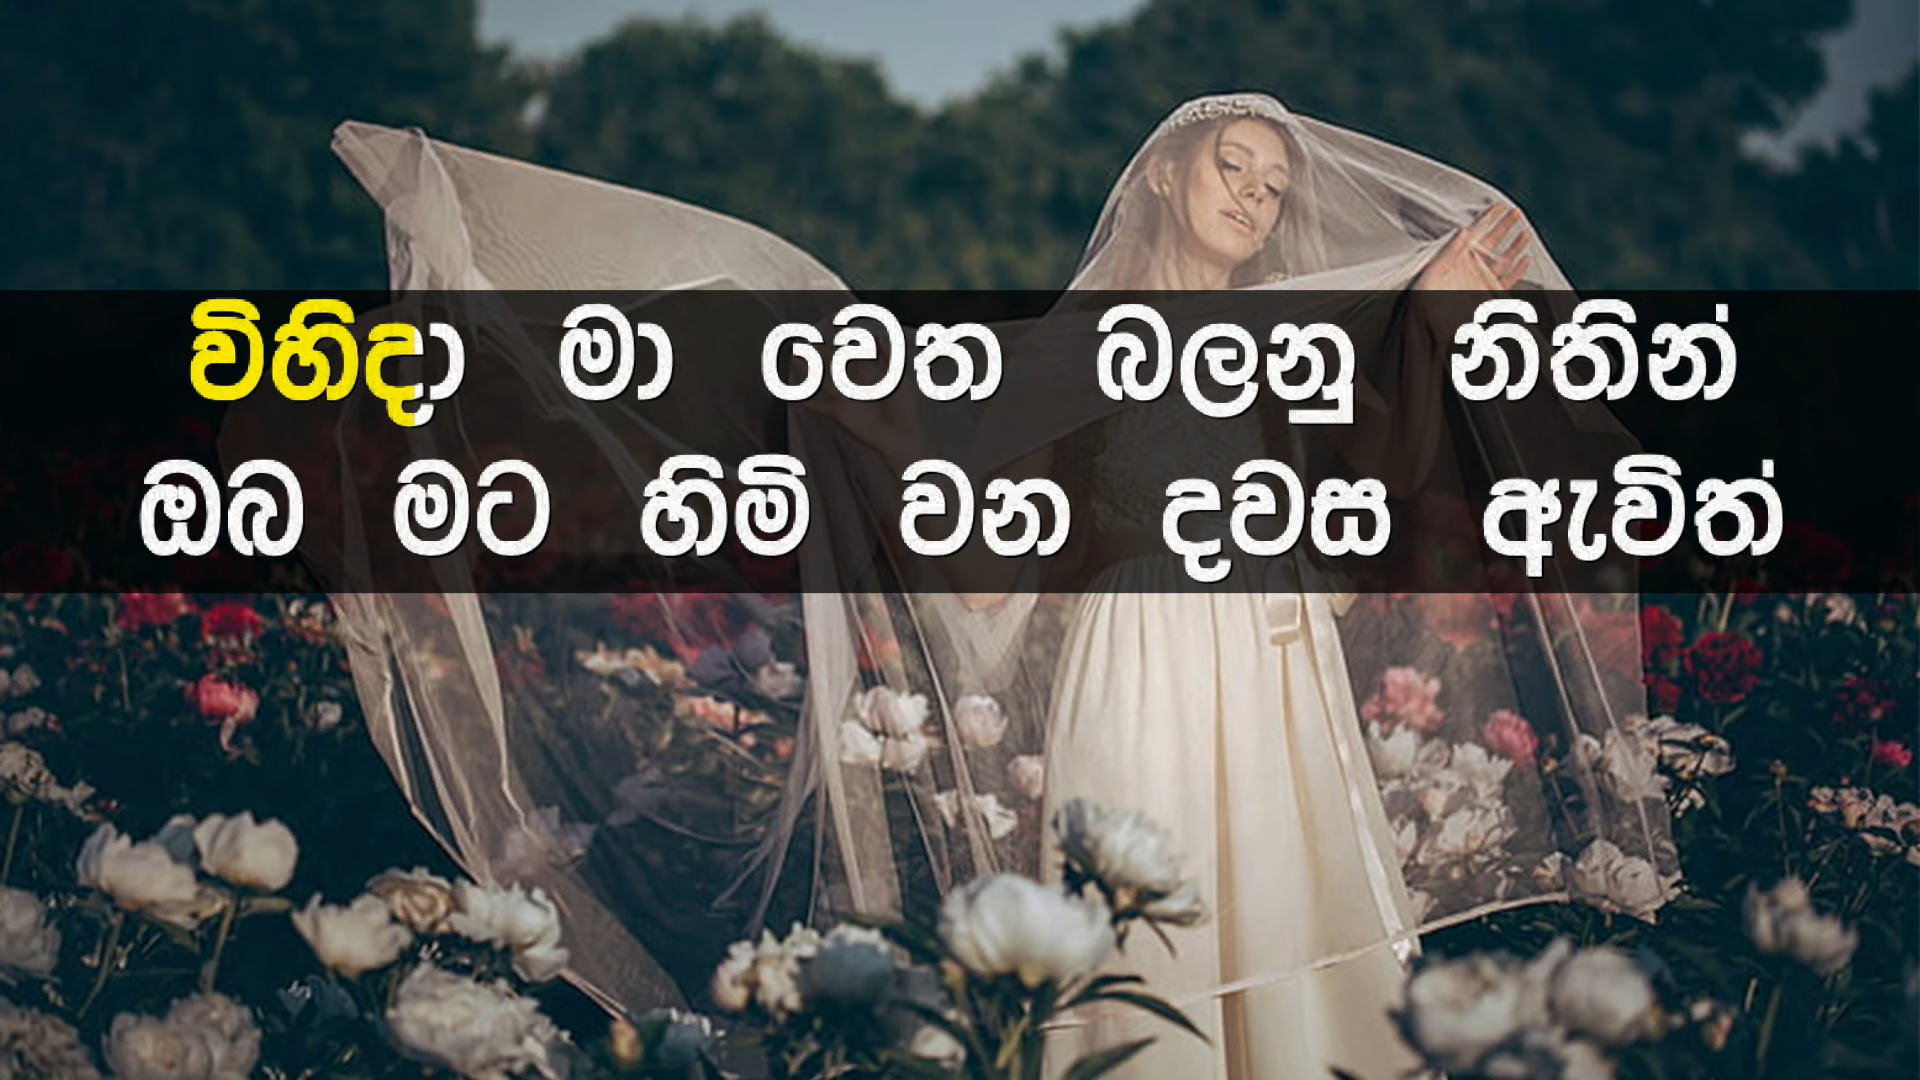 විහිදා මා වෙත බලනු නිතින්
ඔබ මට හිමි වන දවස ඇවිත්